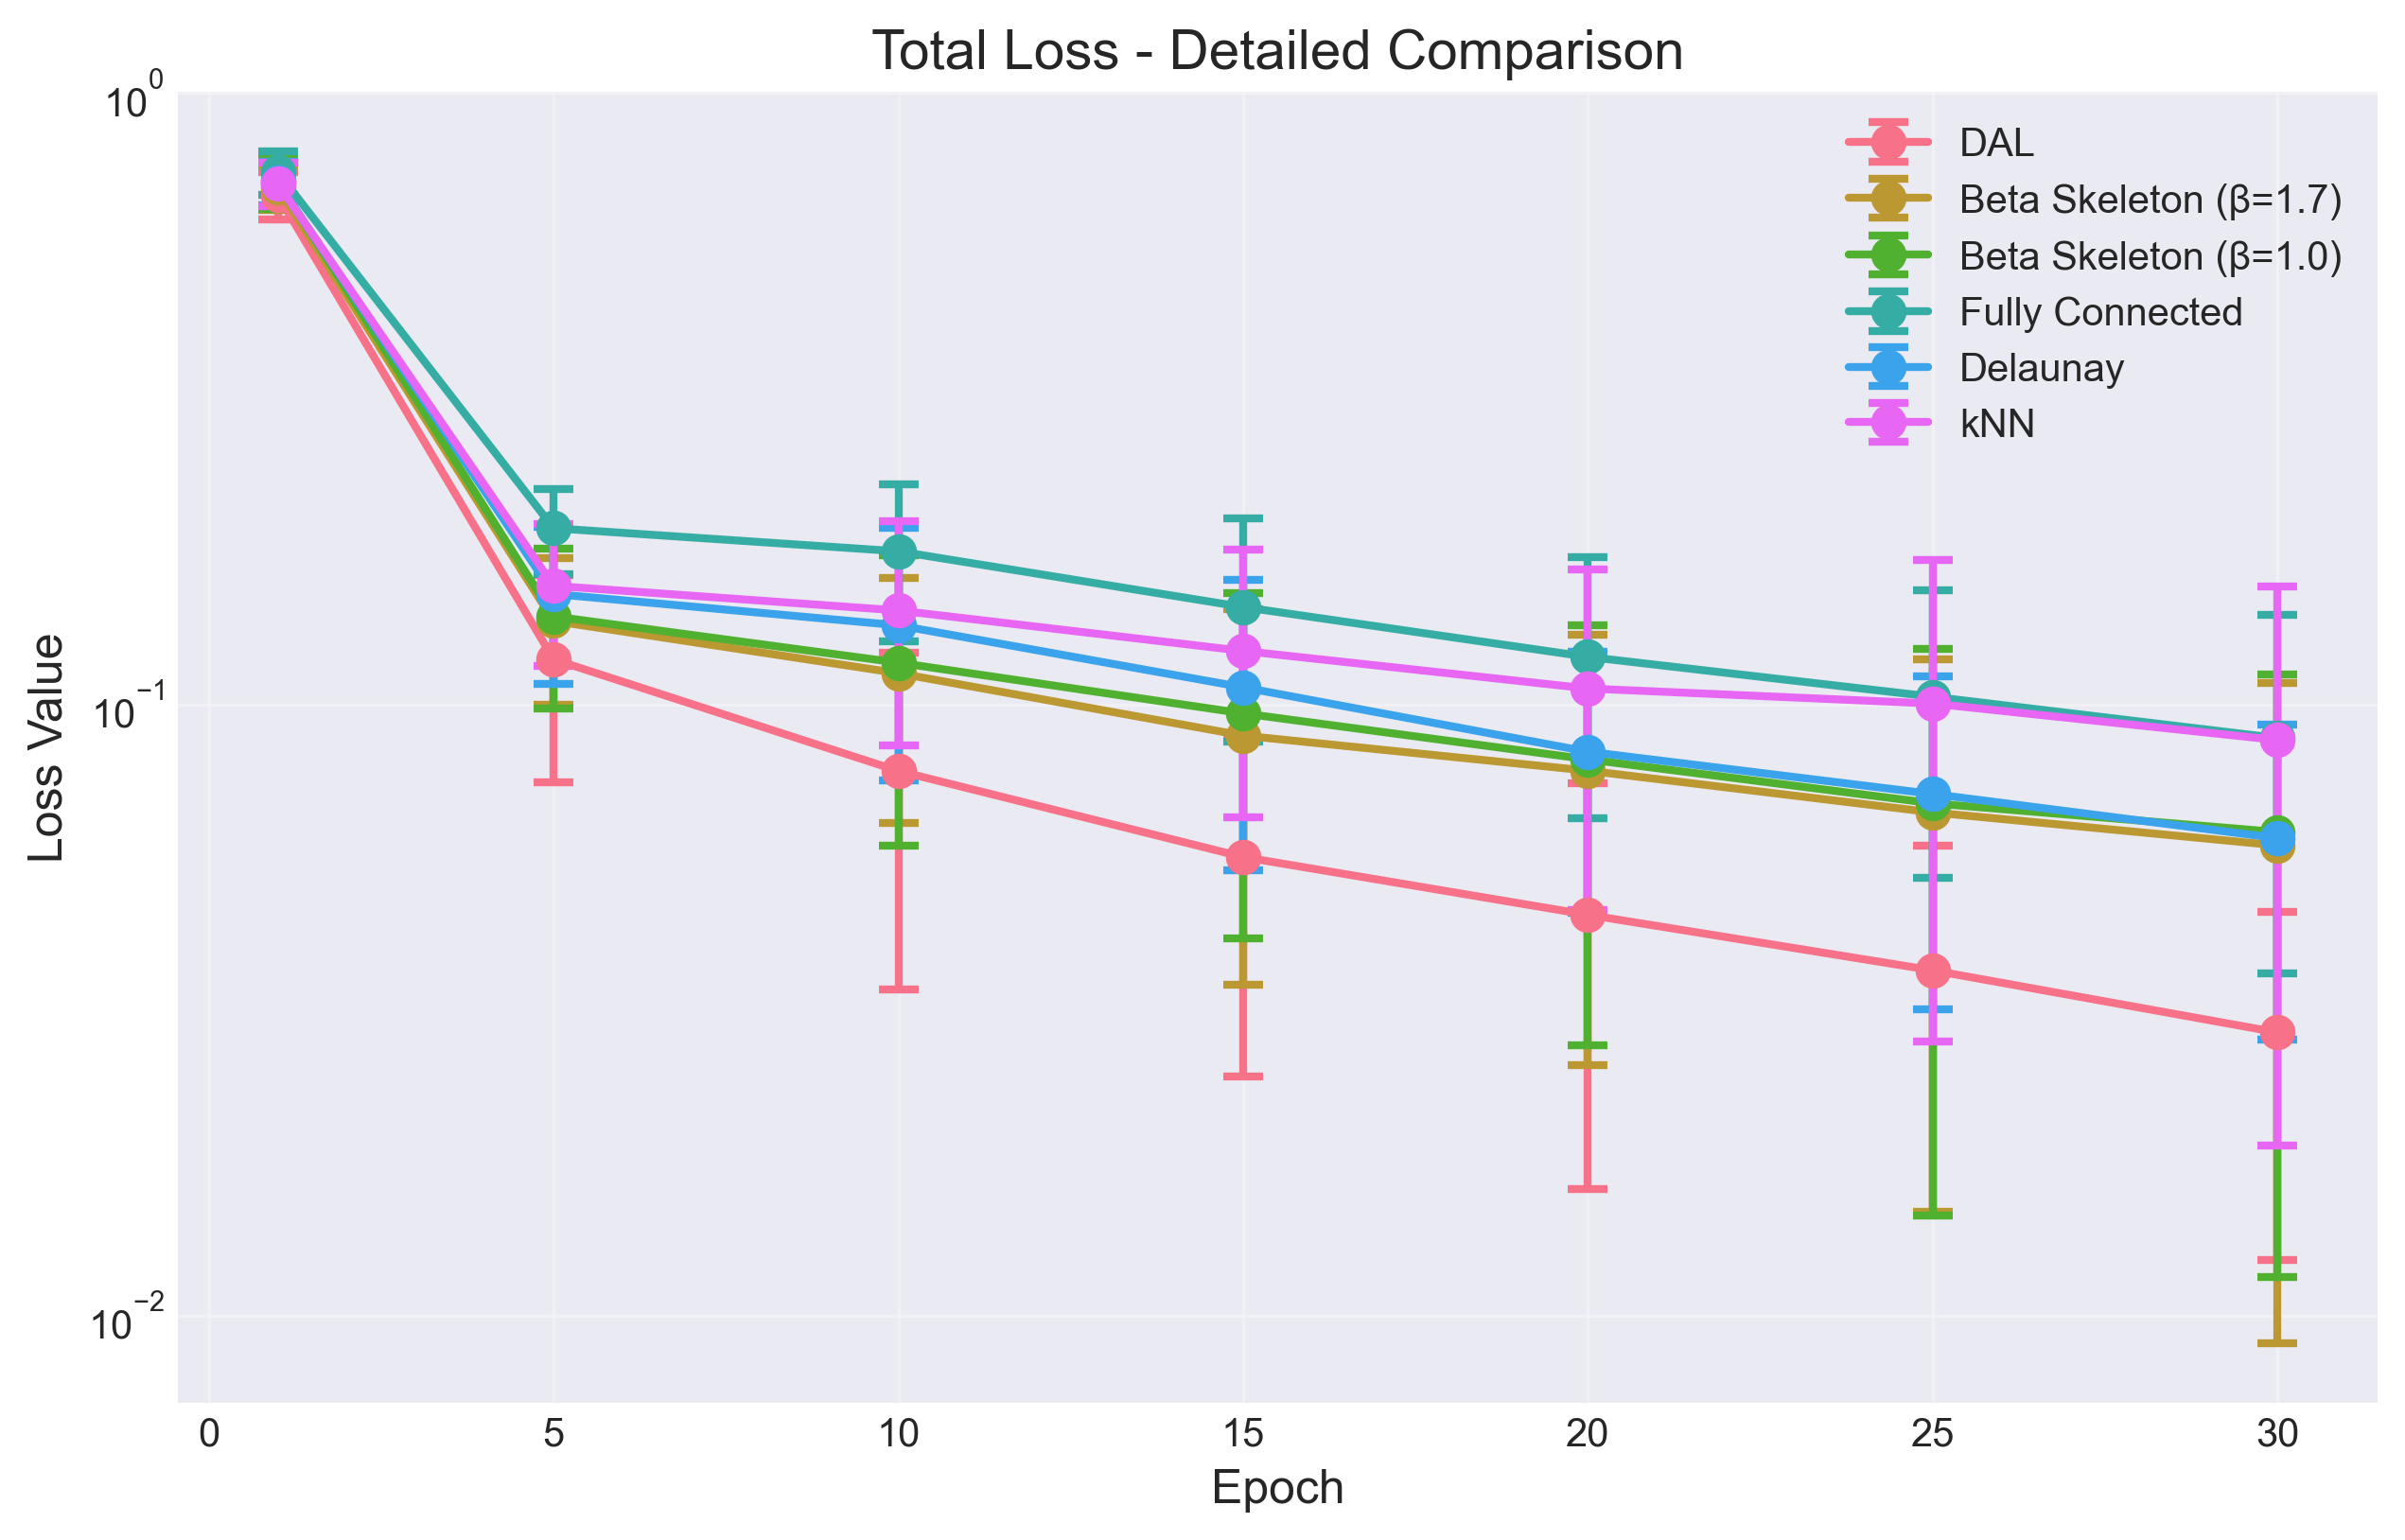 Total Loss - Detailed Comparison
10⁰
10⁻¹
10⁻²
Loss Value
DAL
Beta Skeleton (β=1.7)
Beta Skeleton (β=1.0)
Fully Connected
Delaunay
kNN
0 5 10 15 20 25 30
Epoch